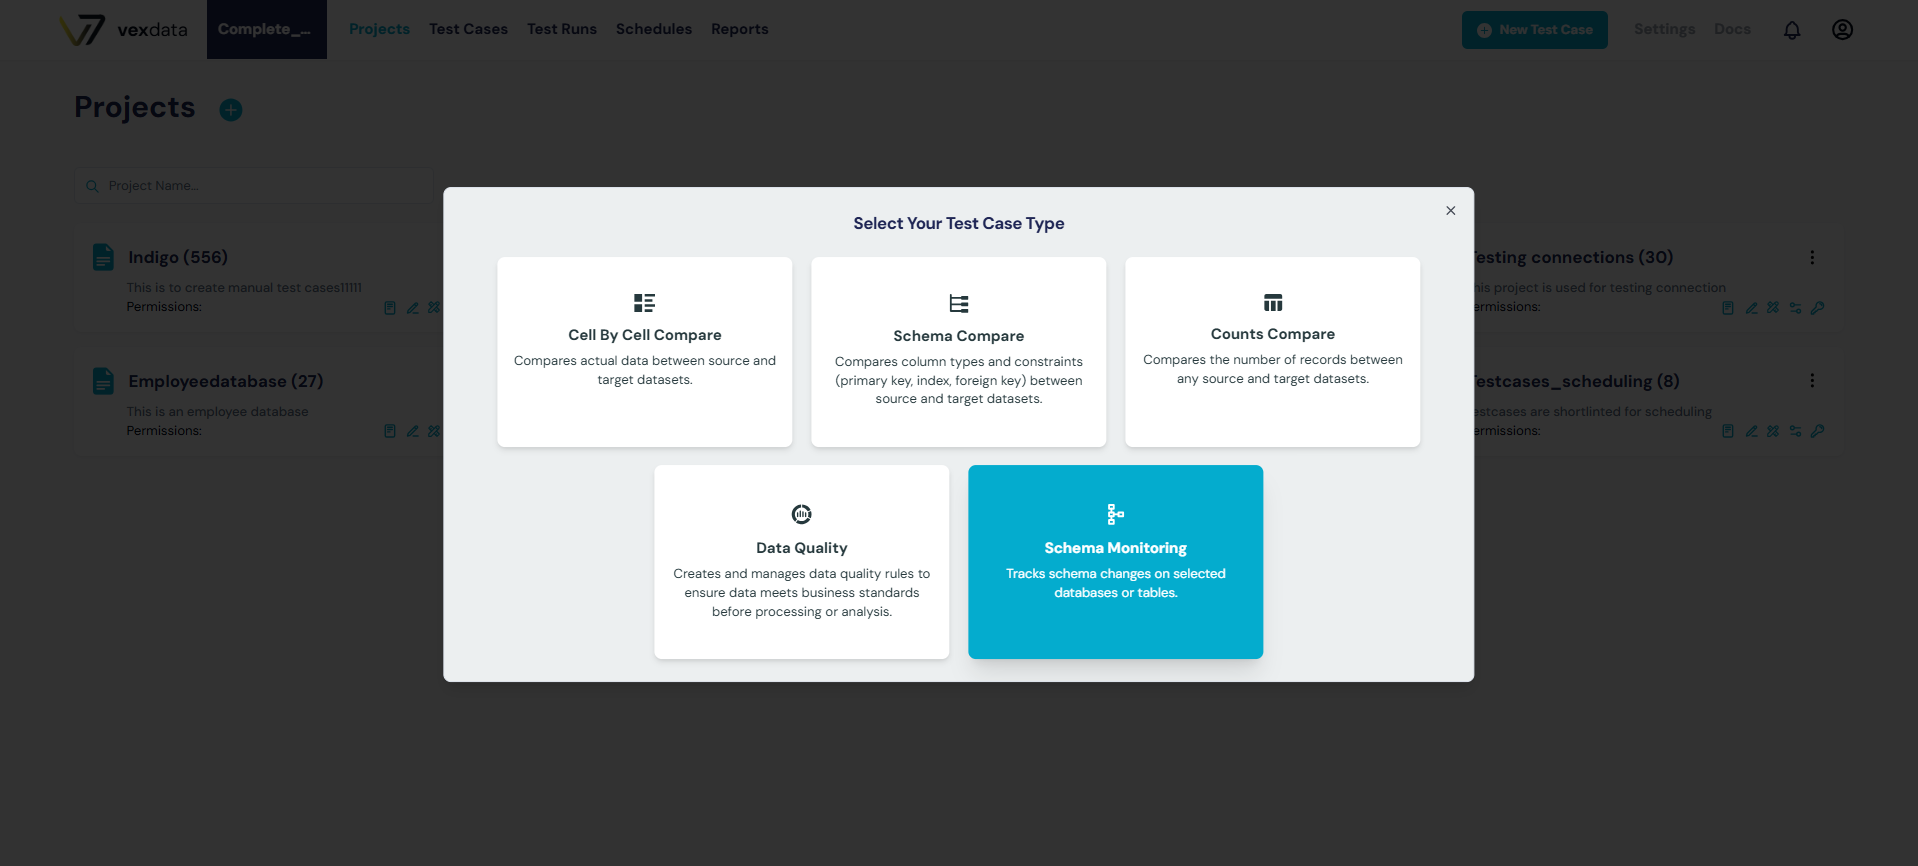 vexdata
Complete_...
Projects
Test Cases
Test Runs
Schedules
Reports
New Test Case
Settings
Docs
Projects
Project Name...
Select Your Test Case Type
Indigo (556)
This is to create manual test cases11111
Permissions:
Employeedatabase (27)
This is an employee database
Permissions:
Cell By Cell Compare
Compares actual data between source and
target datasets.
Schema Compare
Compares column types and constraints
(primary key, index, foreign key) between
source and target datasets.
Counts Compare
Compares the number of records between
any source and target datasets.
Data Quality
Creates and manages data quality rules to
ensure data meets business standards
before processing or analysis.
Schema Monitoring
Tracks schema changes on selected
databases or tables.
Testing connections (30)
his project is used for testing connection
ermissions:
Testcases_scheduling (8)
estcases are shortlinted for scheduling
ermissions: